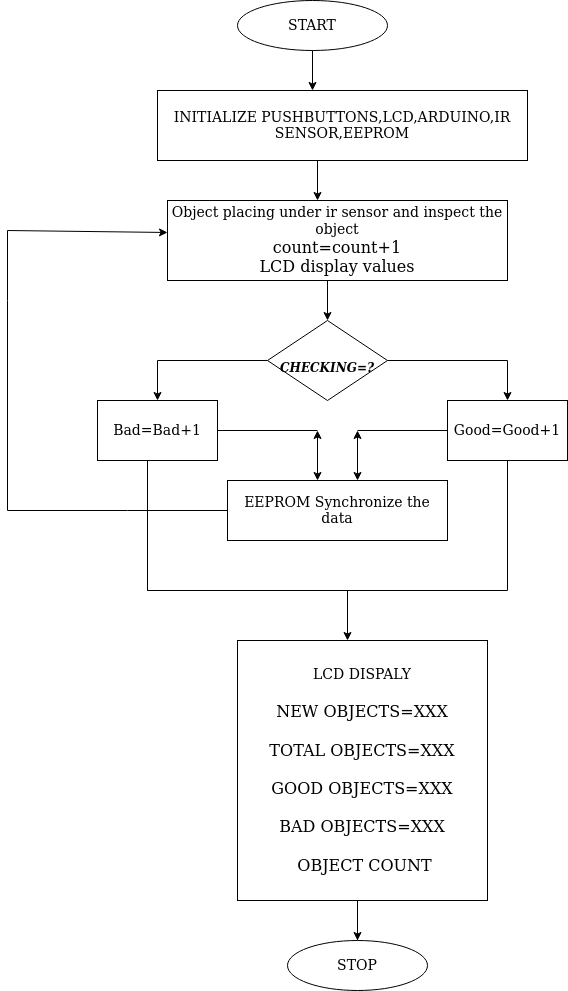 START
INITIALIZE PUSHBUTTONS,LCD,ARDUINO,IR
SENSOR,EEPROM
Object placing under ir sensor and inspect the
object
count=count+1
LCD display values
CHECKING=?
Bad=Bad+1
Good=Good+1
EEPROM Synchronize the
data
LCD DISPALY
NEW OBJECTS=XXX
TOTAL OBJECTS=XXX
GOOD OBJECTS=XXX
BAD OBJECTS=XXX
OBJECT COUNT
STOP